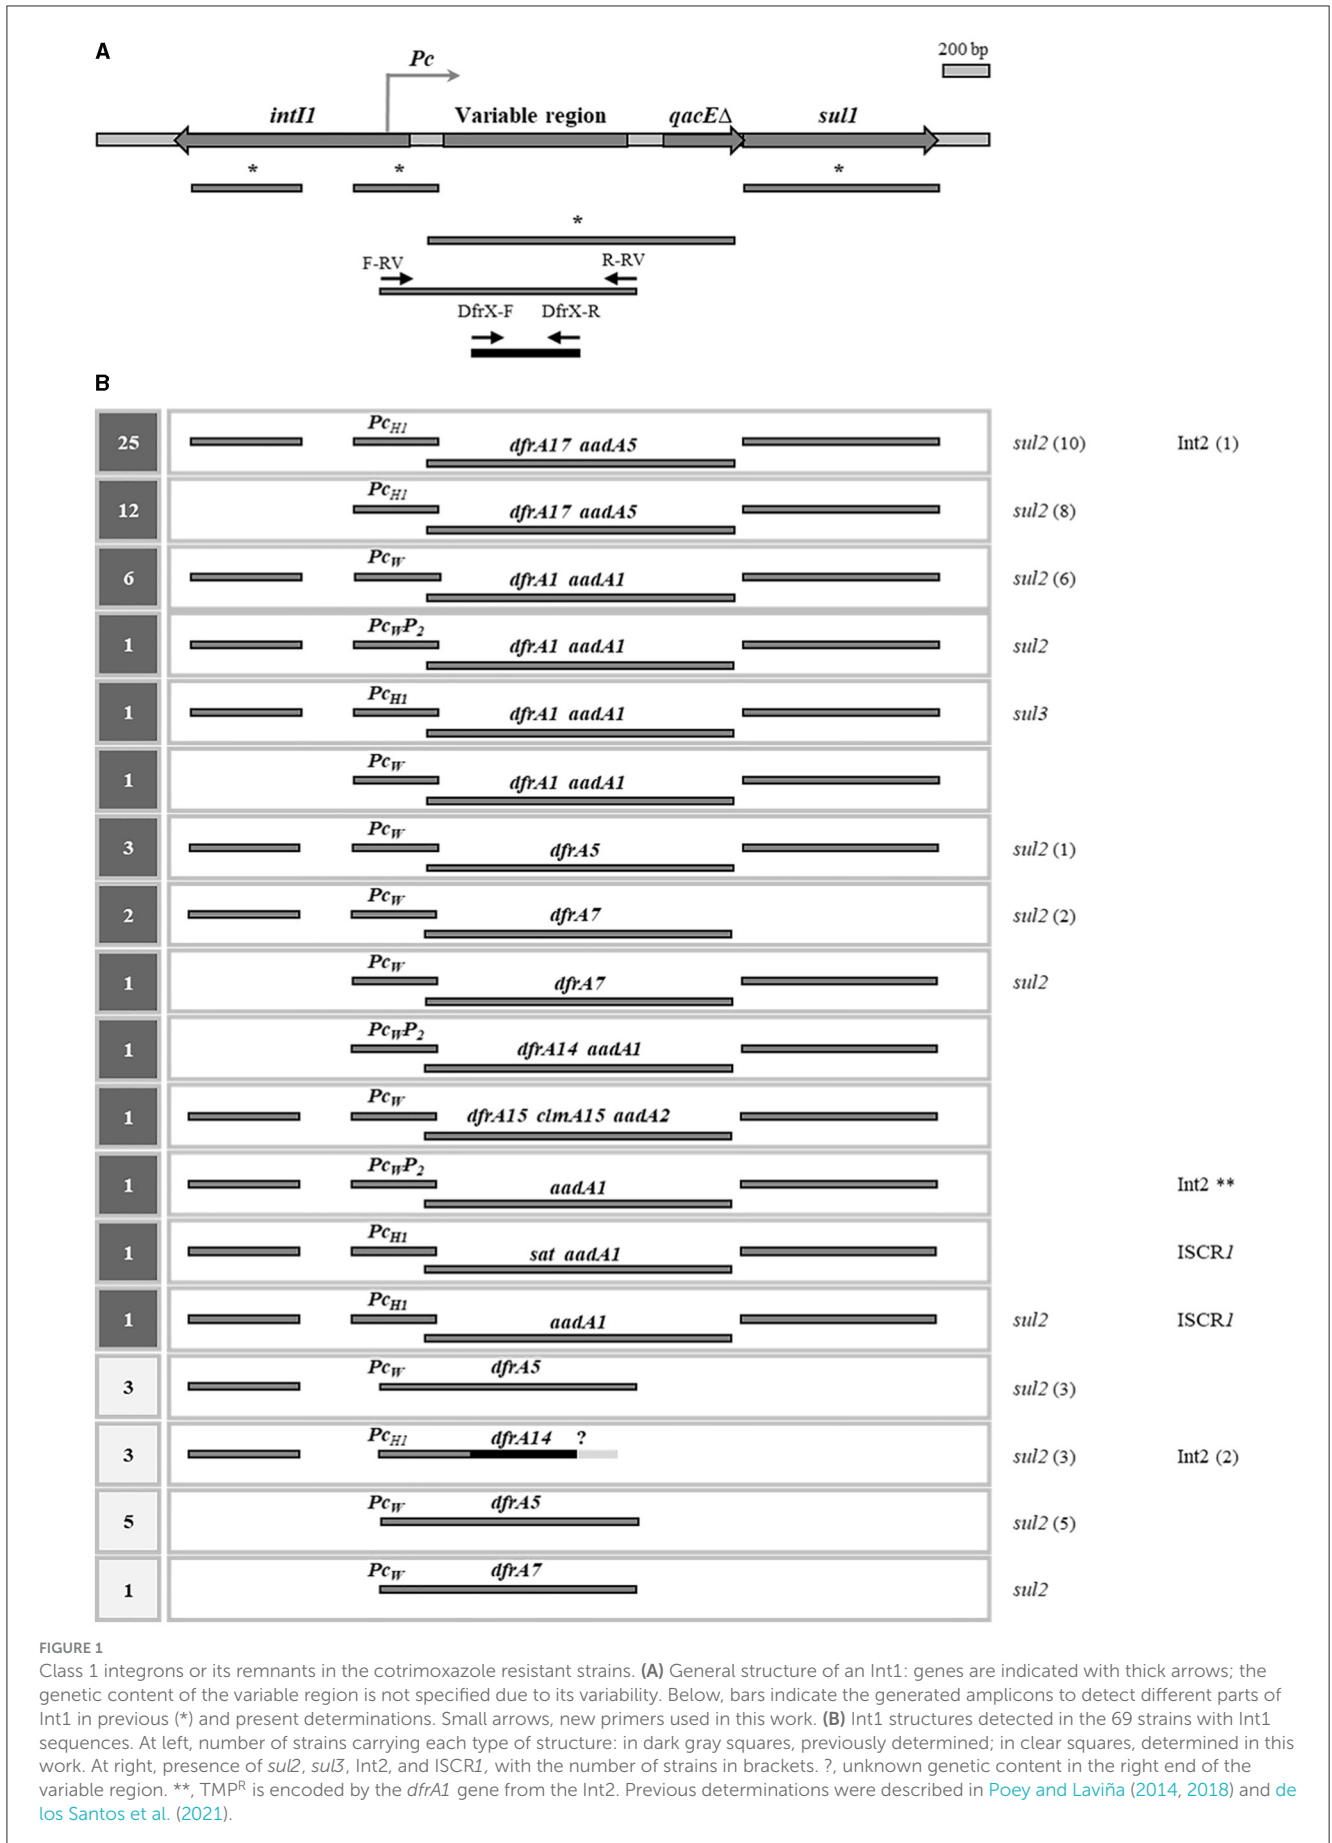 A
200 bp
Pc
intI1 Variable region qacEΔ sul1
* * *
*
F-RV R-RV
DfrX-F DfrX-R
B
25 PcH1 dfrA17 aadA5 sul2 (10) Int2 (1)
12 PcH1 dfrA17 aadA5 sul2 (8)
6 PcW dfrA1 aadA1 sul2 (6)
1 PcWP2 dfrA1 aadA1 sul2
1 PcH1 dfrA1 aadA1 sul3
1 PcW dfrA1 aadA1
3 PcW dfrA5 sul2 (1)
2 PcW dfrA7 sul2 (2)
1 PcW dfrA7 sul2
1 PcWP2 dfrA14 aadA1
1 PcW dfrA15 clmA15 aadA2
1 PcWP2 aadA1 Int2 **
1 PcH1 sat aadA1 ISCR1
1 PcH1 aadA1 sul2 ISCR1
3 PcW dfrA5 sul2 (3)
3 PcH1 dfrA14 ? sul2 (3) Int2 (2)
5 PcW dfrA5 sul2 (5)
1 PcW dfrA7 sul2
FIGURE 1
Class 1 integrons or its remnants in the cotrimoxazole resistant strains. (A) General structure of an Int1: genes are indicated with thick arrows; the
genetic content of the variable region is not specified due to its variability. Below, bars indicate the generated amplicons to detect different parts of
Int1 in previous (*) and present determinations. Small arrows, new primers used in this work. (B) Int1 structures detected in the 69 strains with Int1
sequences. At left, number of strains carrying each type of structure: in dark gray squares, previously determined; in clear squares, determined in this
work. At right, presence of sul2, sul3, Int2, and ISCR1, with the number of strains in brackets. ?, unknown genetic content in the right end of the
variable region. **, TMPR is encoded by the dfrA1 gene from the Int2. Previous determinations were described in Poey and Laviña (2014, 2018) and de
los Santos et al. (2021).